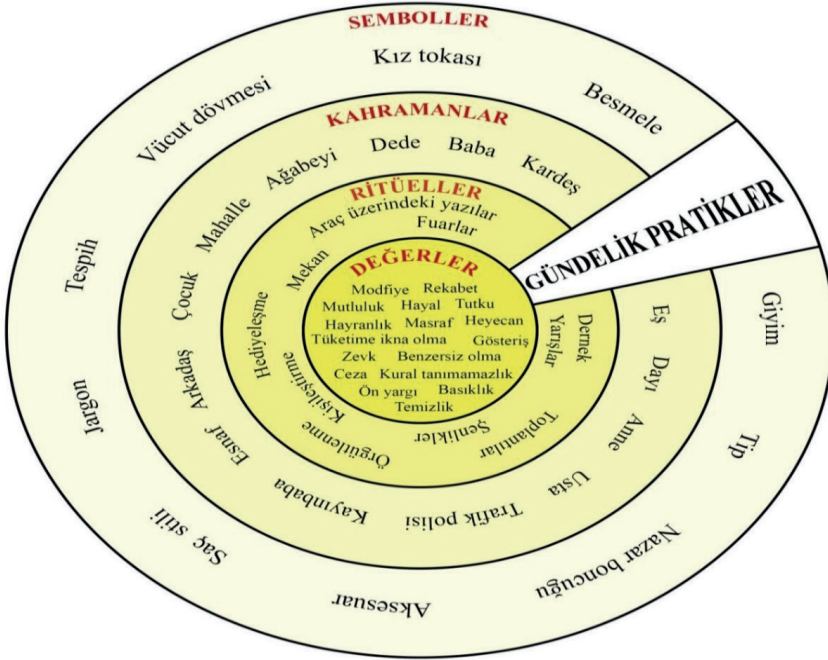 SEMBOLLER
Kız tokası
Besmele
Vücut dövmesi
Tespih
Jargon
Saç stili
Aksesuar
Nazar boncuğu
Tip
Giyim
KAHRAMANLAR
Dede
Baba
Kardeş
Ağabeyi
Mahalle
Çocuk
Arkadaş
Esnaf
Kayınbaba
Trafik polisi
Usta
Anne
Dayı
Eş
RİTÜELLER
Araç üzerindeki yazılar
Fuarlar
Mekan
Hediyeleşme
Kişileştirme
Örgütlenme
Şenlikler
Toplantılar
Yarışlar
Dernek
DEĞERLER
Modfiye Rekabet
Mutluluk Hayal Tutku
Hayranlık Masraf Heyecan
Tüketime ikna olma Gösteriş
Zevk Benzersiz olma
Ceza Kural tanımamazlık
Ön yargı Basıklık
Temizlik
GÜNDELİK PRATİKLER